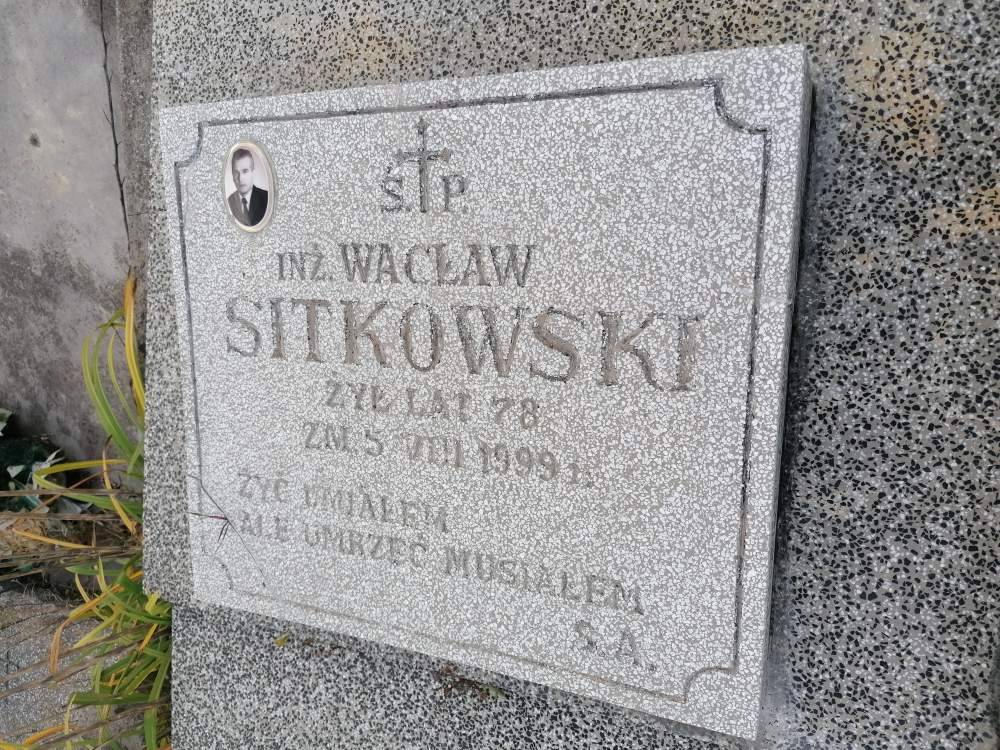 Ś. P.
INŻ. WACŁAW
SITKOWSKI
ŻYŁ LAT 78
ZM. 5 VIII 1999 r.
ŻYĆ UMIAŁEM
ALE UMRZEĆ MUSIAŁEM
S.A.